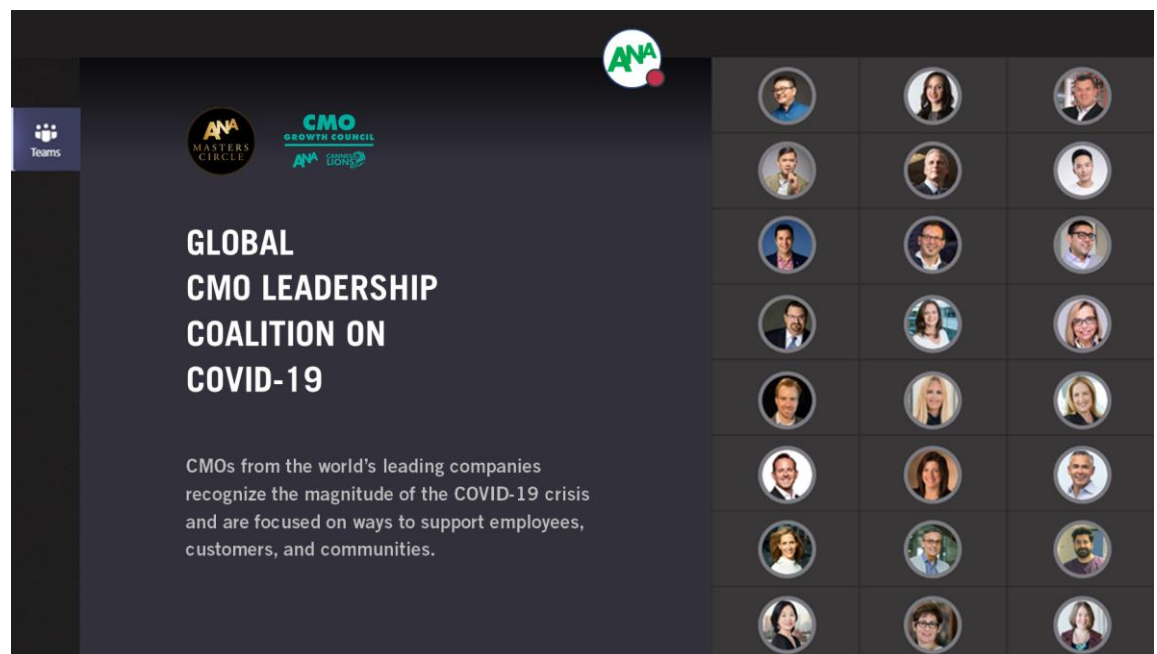 ANA
Teams
ANA
MASTERS
CIRCLE
CMO
GROWTH COUNCIL
ANA CANNES
LIONS
GLOBAL
CMO LEADERSHIP
COALITION ON
COVID-19
CMOs from the world's leading companies
recognize the magnitude of the COVID-19 crisis
and are focused on ways to support employees,
customers, and communities.